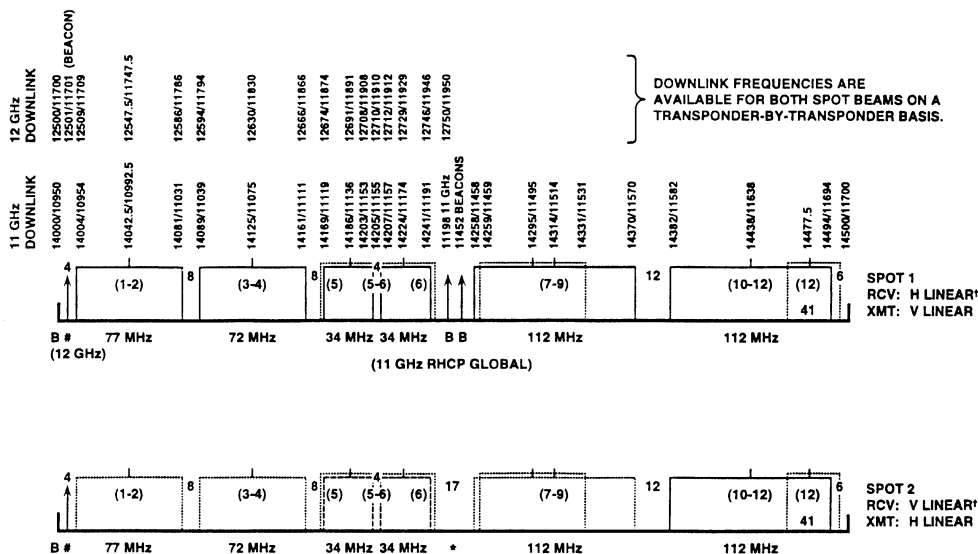 12 GHz
DOWNLINK
12500/11700
12501/11701 (BEACON)
12509/11709
12547.5/11747.5
12586/11786
12594/11794
12630/11830
12666/11866
12674/11874
12691/11891
12708/11908
12710/11910
12712/11912
12729/11929
12746/11946
12750/11950
DOWNLINK FREQUENCIES ARE
AVAILABLE FOR BOTH SPOT BEAMS ON A
TRANSPONDER-BY-TRANSPONDER BASIS.
11 GHz
DOWNLINK
14000/10950
14004/10954
14042.5/10992.5
14081/11031
14089/11039
14125/11075
14161/11111
14169/11119
14186/11136
14203/11153
14205/11155
14207/11157
14224/11174
14241/11191
11198 11 GHz
11452 BEACONS
14258/11458
14259/11459
14295/11495
14314/11514
14331/11531
14370/11570
14382/11582
14438/11638
14477.5
14494/11694
14500/11700
4 (1-2) 8 (3-4) 8 (5) 4 (5-6) (6) (7-9) 12 (10-12) (12) 6
41
SPOT 1
RCV: H LINEAR†
XMT: V LINEAR
B # 77 MHz 72 MHz 34 MHz 34 MHz B B 112 MHz 112 MHz
(12 GHz)
(11 GHz RHCP GLOBAL)
4 (1-2) 8 (3-4) 8 (5) 4 (5-6) (6) 17 (7-9) 12 (10-12) (12) 6
41
SPOT 2
RCV: V LINEAR†
XMT: H LINEAR
B # 77 MHz 72 MHz 34 MHz 34 MHz * 112 MHz 112 MHz